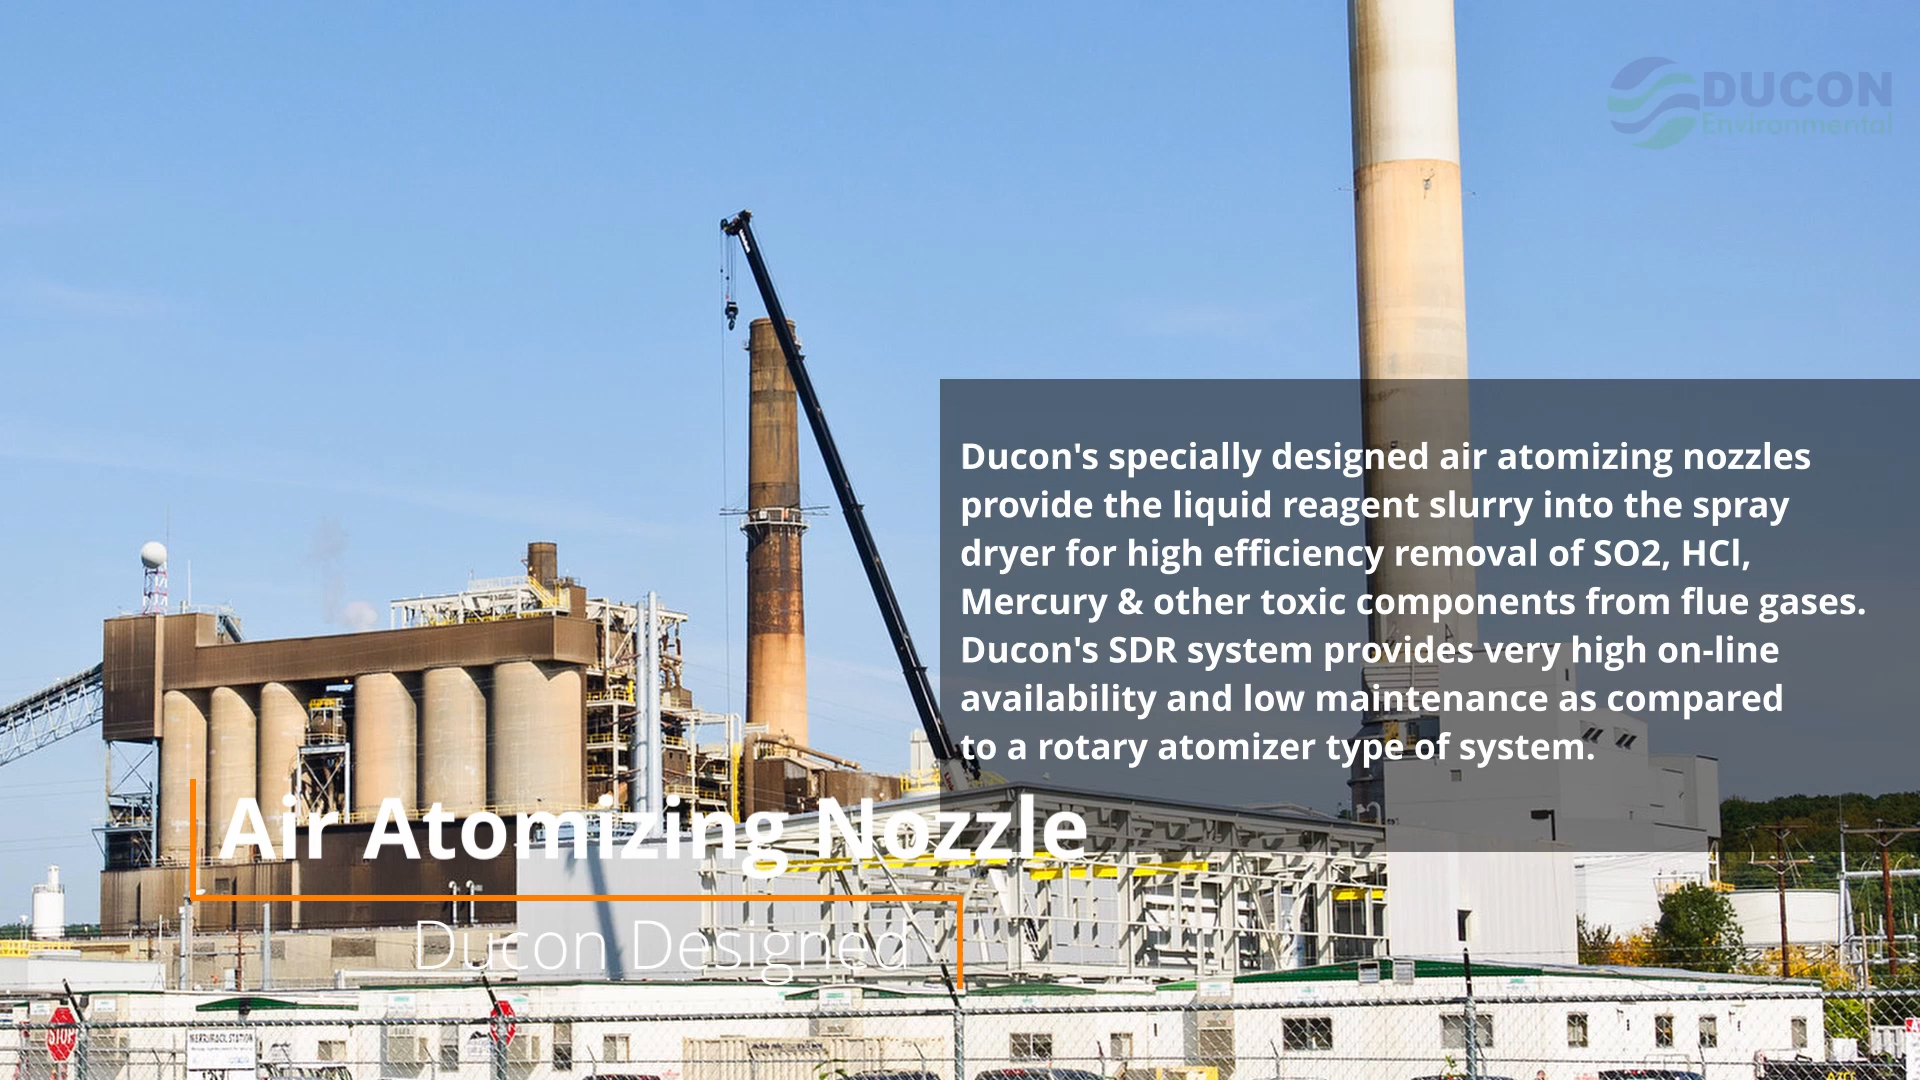 DUCON
Environmental
Ducon's specially designed air atomizing nozzles
provide the liquid reagent slurry into the spray
dryer for high efficiency removal of SO2, HCl,
Mercury & other toxic components from flue gases.
Ducon's SDR system provides very high on-line
availability and low maintenance as compared
to a rotary atomizer type of system.
Air Atomizing Nozzle
Ducon Designed
STOP
MERRIMACK STATION